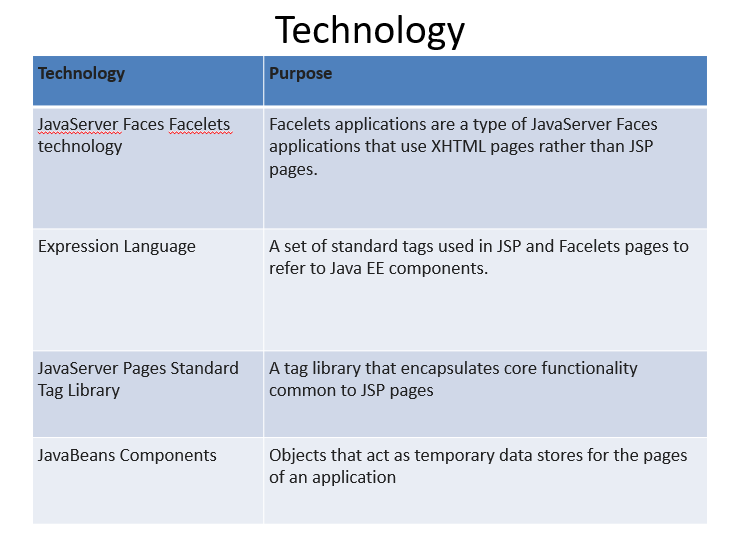 Technology
Technology
Purpose
JavaServer Faces Facelets
technology
Facelets applications are a type of JavaServer Faces
applications that use XHTML pages rather than JSP
pages.
Expression Language
A set of standard tags used in JSP and Facelets pages to
refer to Java EE components.
JavaServer Pages Standard
Tag Library
A tag library that encapsulates core functionality
common to JSP pages
JavaBeans Components
Objects that act as temporary data stores for the pages
of an application